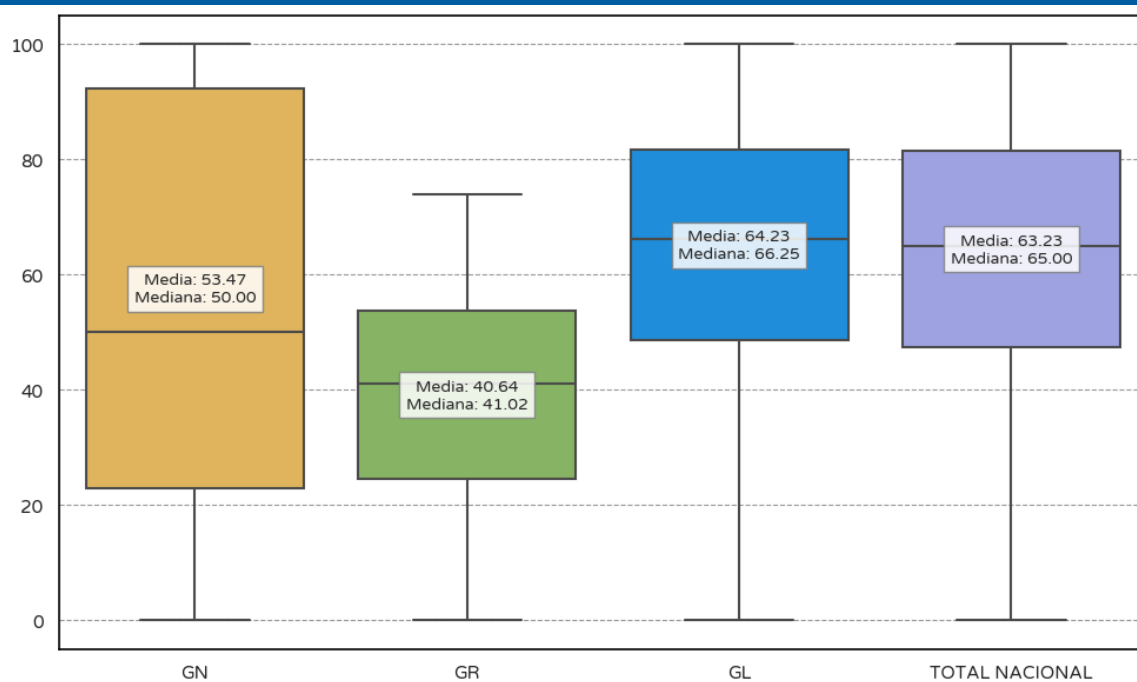 100
80
60
40
20
0
Media: 53.47
Mediana: 50.00
Media: 40.64
Mediana: 41.02
Media: 64.23
Mediana: 66.25
Media: 63.23
Mediana: 65.00
GN
GR
GL
TOTAL NACIONAL